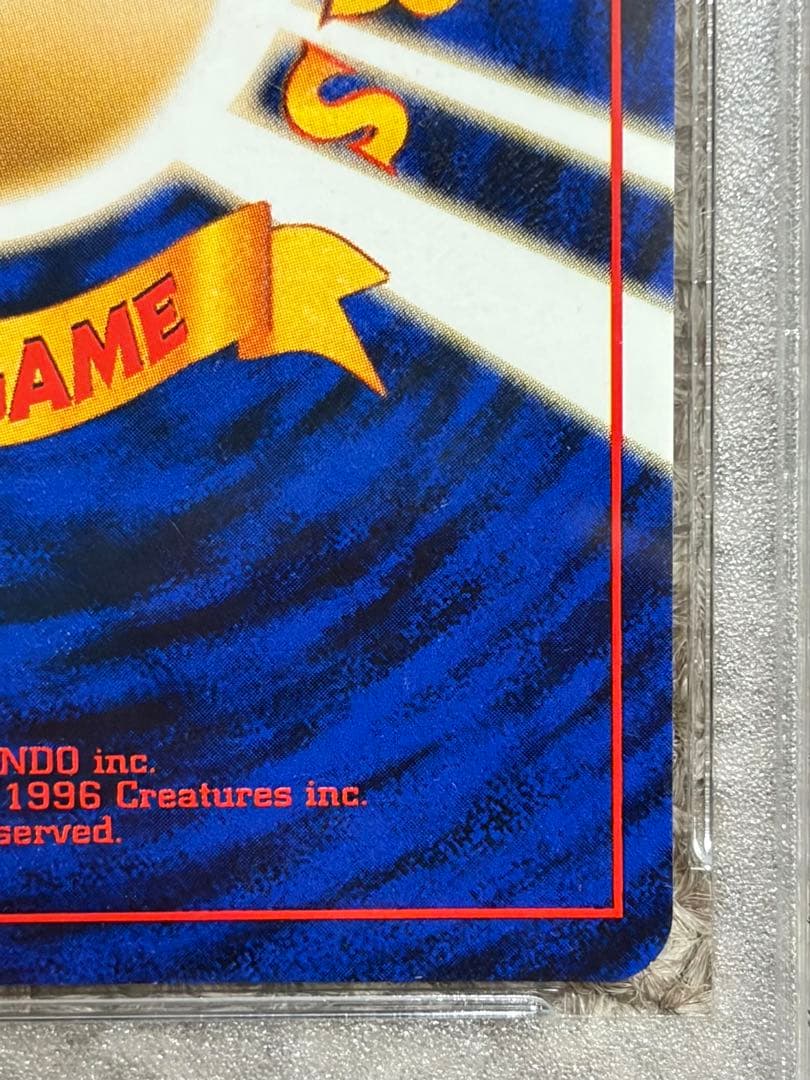 S
GAME
NDO inc.
1996 Creatures inc.
served.